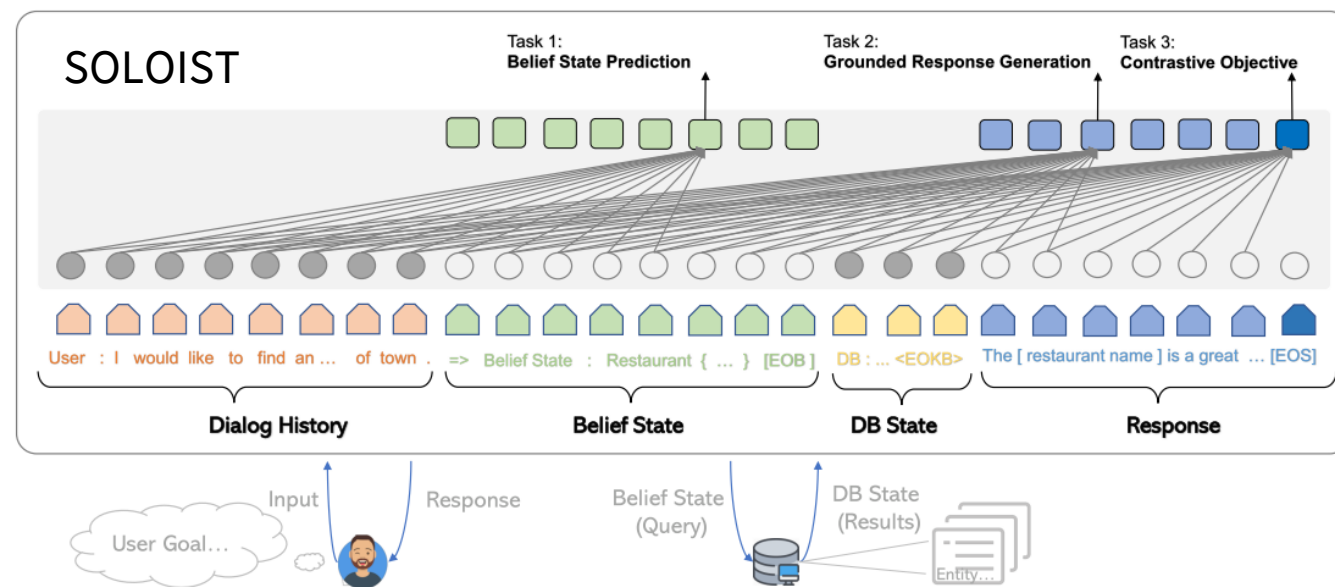 SOLOIST
Task 1:
Belief State Prediction
Task 2:
Grounded Response Generation
Task 3:
Contrastive Objective
User : I would like to find an ... of town .
=> Belief State : Restaurant { ... } [EOB ]
DB : ... <EOKB>
The [ restaurant name ] is a great ... [EOS]
Dialog History
Belief State
DB State
Response
Input
Response
Belief State
(Query)
DB State
(Results)
User Goal...
Entity...